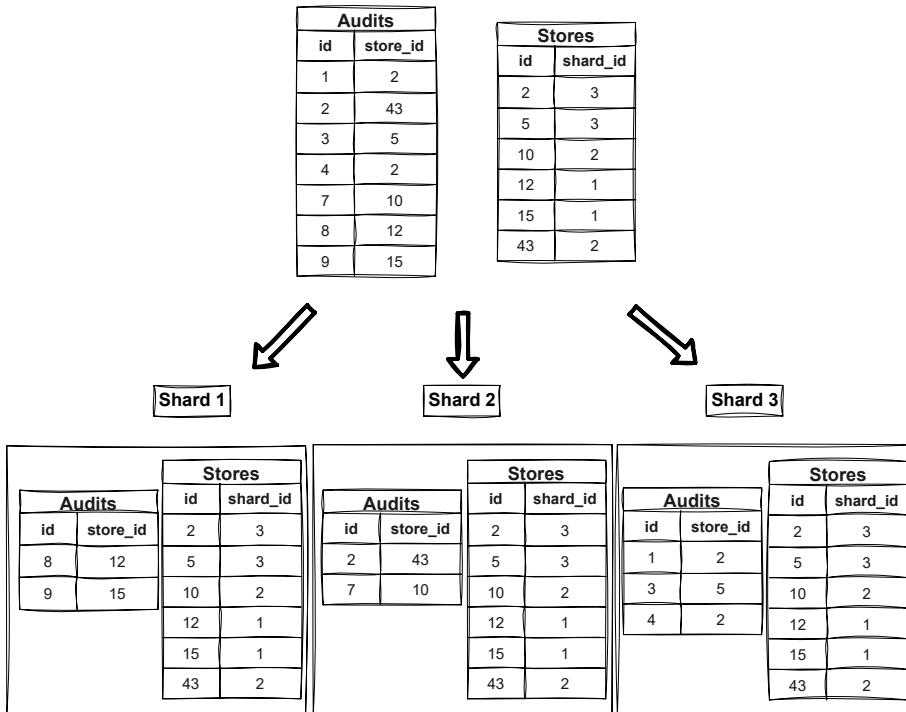 Audits
id store_id
1 2
2 43
3 5
4 2
7 10
8 12
9 15
Stores
id shard_id
2 3
5 3
10 2
12 1
15 1
43 2
Shard 1
Shard 2
Shard 3
Audits
id store_id
8 12
9 15
Stores
id shard_id
2 3
5 3
10 2
12 1
15 1
43 2
Audits
id store_id
2 43
7 10
Stores
id shard_id
2 3
5 3
10 2
12 1
15 1
43 2
Audits
id store_id
1 2
3 5
4 2
Stores
id shard_id
2 3
5 3
10 2
12 1
15 1
43 2